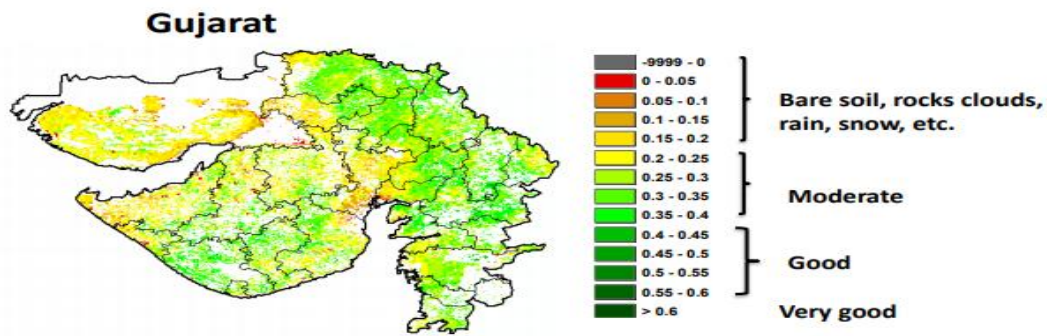 Gujarat
-9999 - 0
0 - 0.05
0.05 - 0.1
0.1 - 0.15
0.15 - 0.2
0.2 - 0.25
0.25 - 0.3
0.3 - 0.35
0.35 - 0.4
0.4 - 0.45
0.45 - 0.5
0.5 - 0.55
0.55 - 0.6
> 0.6
Bare soil, rocks clouds,
rain, snow, etc.
Moderate
Good
Very good